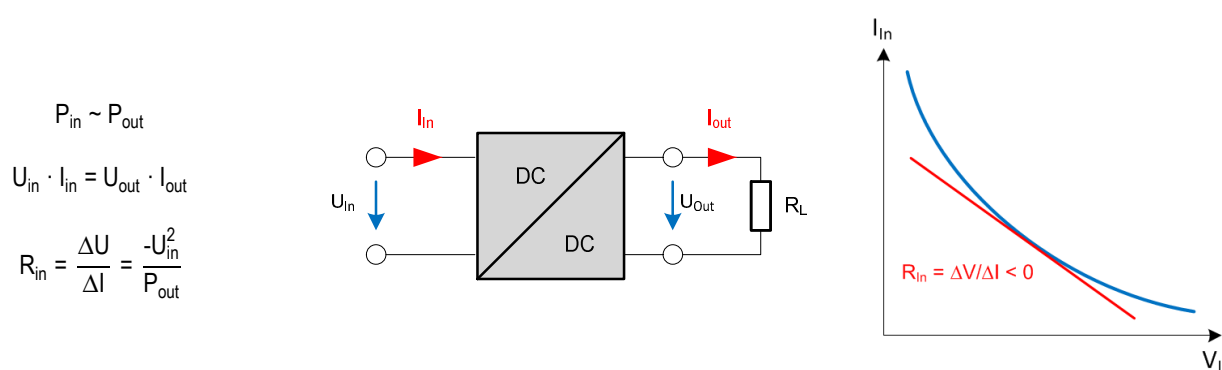 P_in ~ P_out
U_in · I_in = U_out · I_out
R_in = ΔU/ΔI = -U_in^2/P_out
I_In
I_out
DC
U_In
U_Out
R_L
DC
I_In
R_In = ΔV/ΔI < 0
V_I